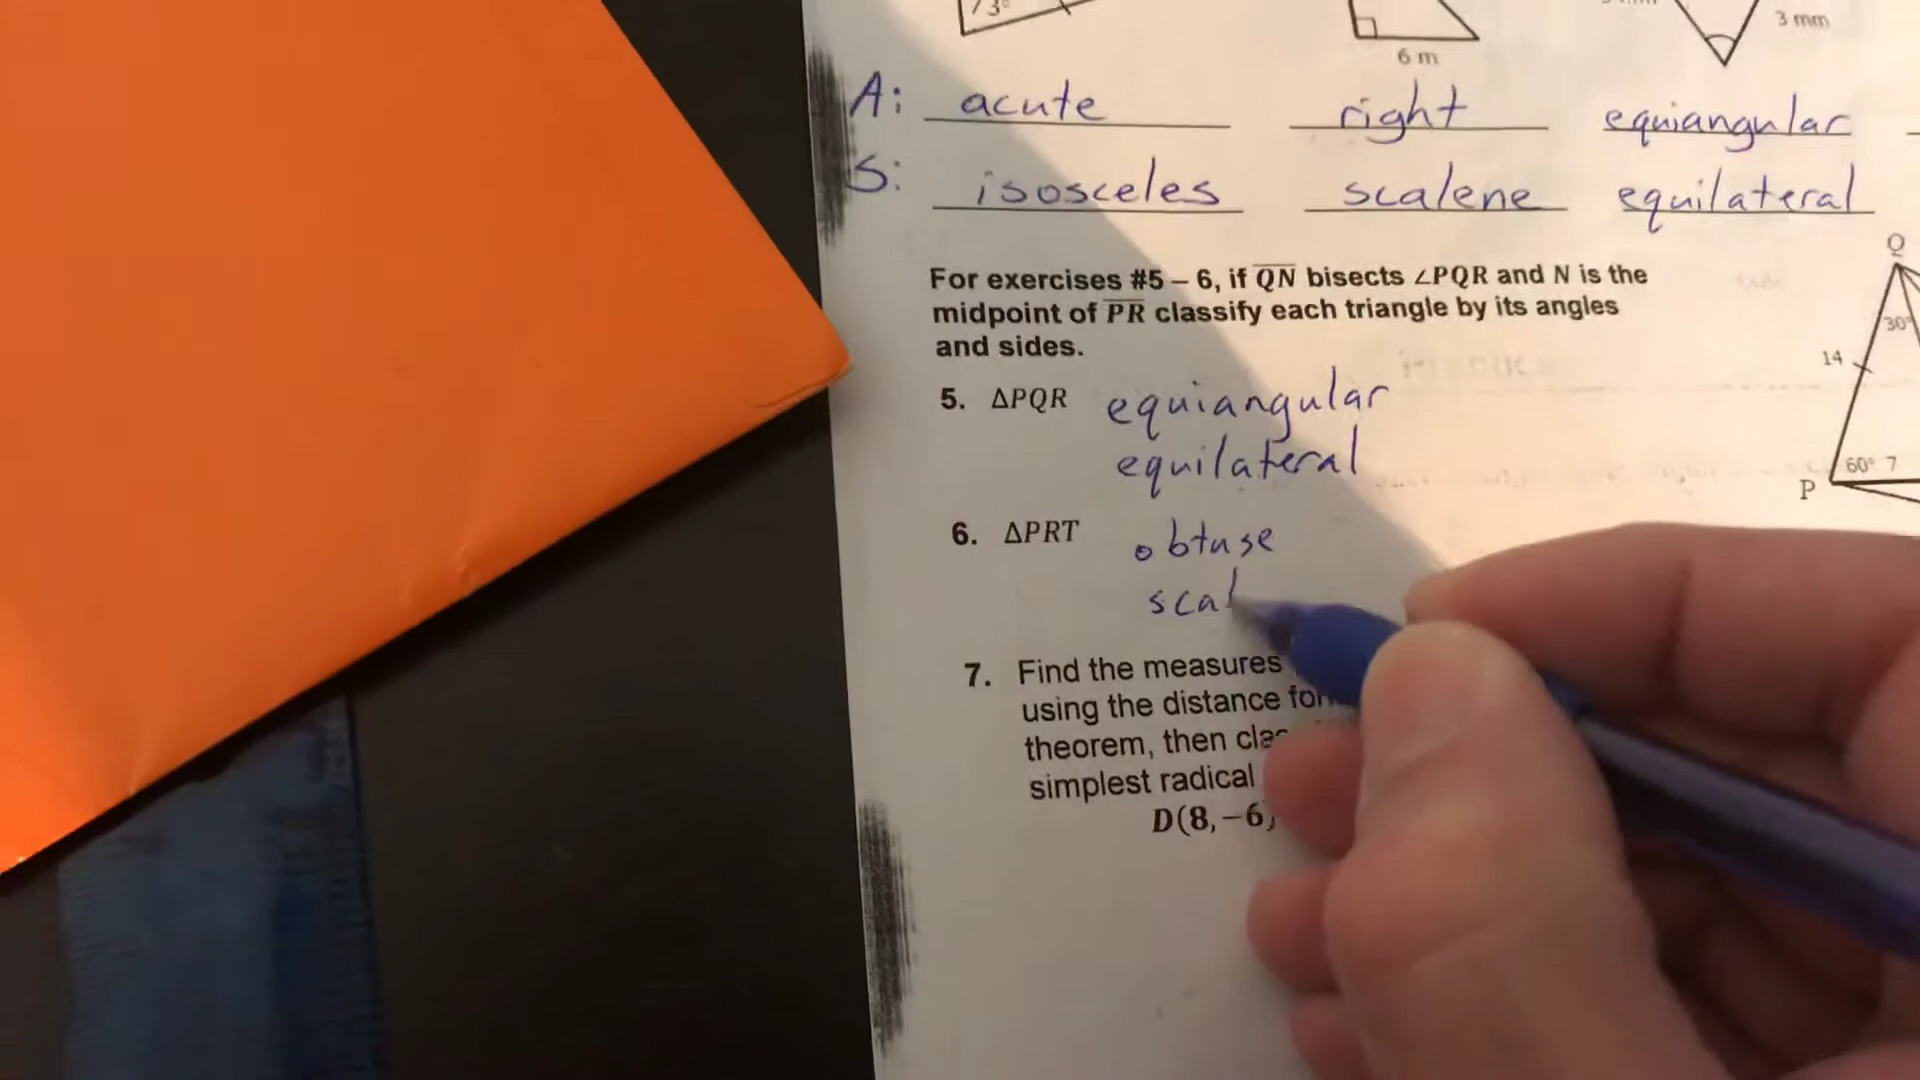 73°
3 mm
6 m
A: acute right equiangular
S: isosceles scalene equilateral
For exercises #5 – 6, if QN bisects ∠PQR and N is the
midpoint of PR classify each triangle by its angles
and sides.
Q
30°
14
60° 7
P
5. ΔPQR equiangular
equilateral
6. ΔPRT obtuse
scal
7. Find the measures
using the distance
theorem, then
simplest radical
D(8, −6)